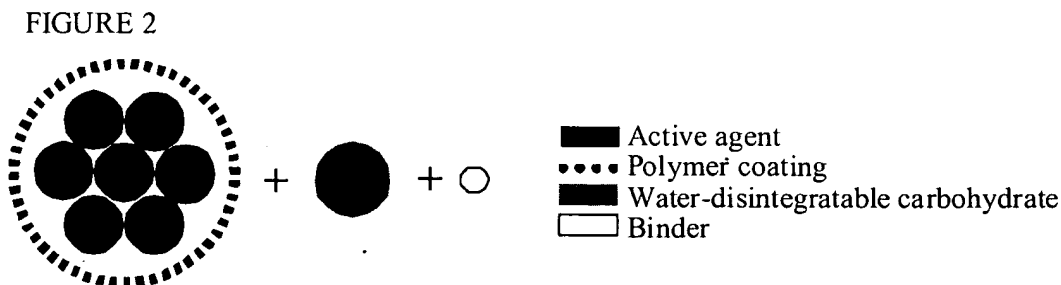 FIGURE 2
+ +
Active agent
Polymer coating
Water-disintegratable carbohydrate
Binder